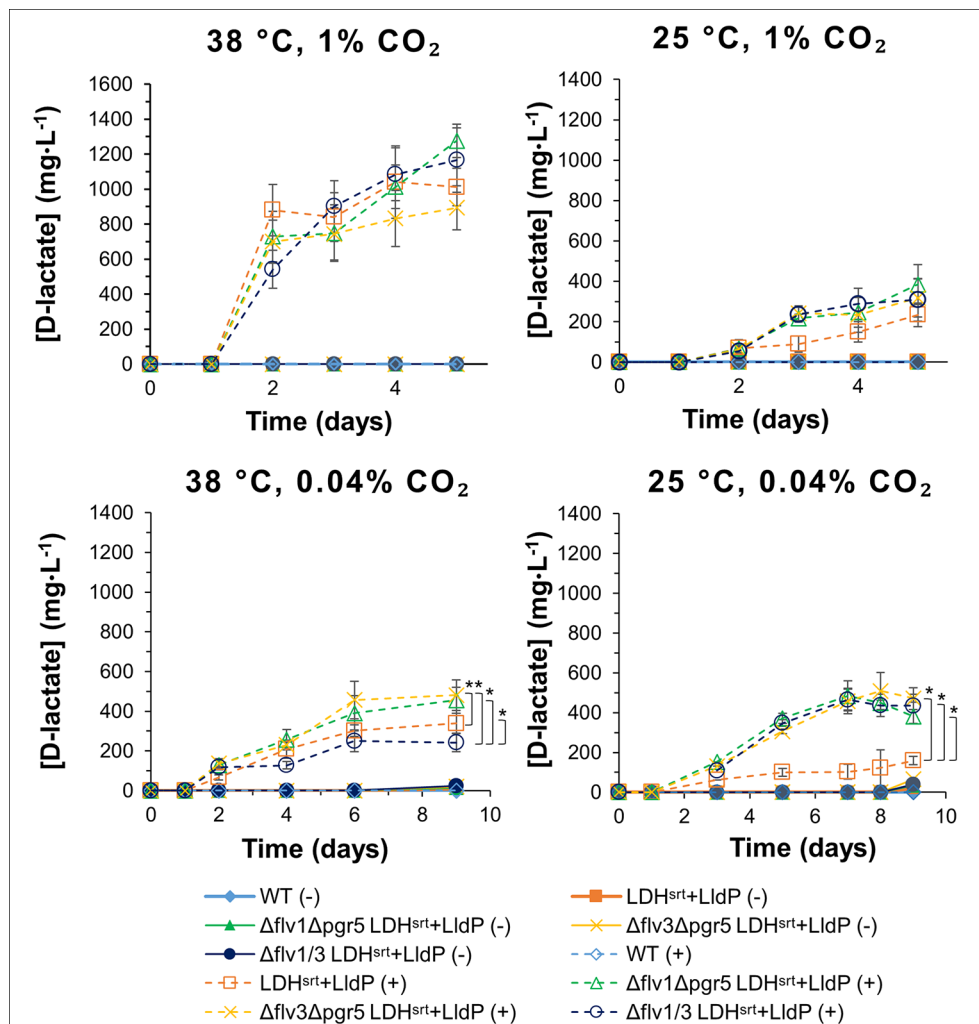 38 °C, 1% CO₂
25 °C, 1% CO₂
[D-lactate] (mg·L⁻¹)
1600
1400
1200
1000
800
600
400
200
0
0 2 4
Time (days)
[D-lactate] (mg·L⁻¹)
1400
1200
1000
800
600
400
200
0
0 1 2 3 4 5
Time (days)
38 °C, 0.04% CO₂
25 °C, 0.04% CO₂
[D-lactate] (mg·L⁻¹)
1400
1200
1000
800
600
400
200
0
** * *
0 2 4 6 8 10
Time (days)
[D-lactate] (mg·L⁻¹)
1400
1200
1000
800
600
400
200
0
* * *
0 2 4 6 8 10
Time (days)
WT (-)
LDHˢʳᵗ+LldP (-)
Δflv1Δpgr5 LDHˢʳᵗ+LldP (-)
Δflv3Δpgr5 LDHˢʳᵗ+LldP (-)
Δflv1/3 LDHˢʳᵗ+LldP (-)
WT (+)
LDHˢʳᵗ+LldP (+)
Δflv1Δpgr5 LDHˢʳᵗ+LldP (+)
Δflv3Δpgr5 LDHˢʳᵗ+LldP (+)
Δflv1/3 LDHˢʳᵗ+LldP (+)